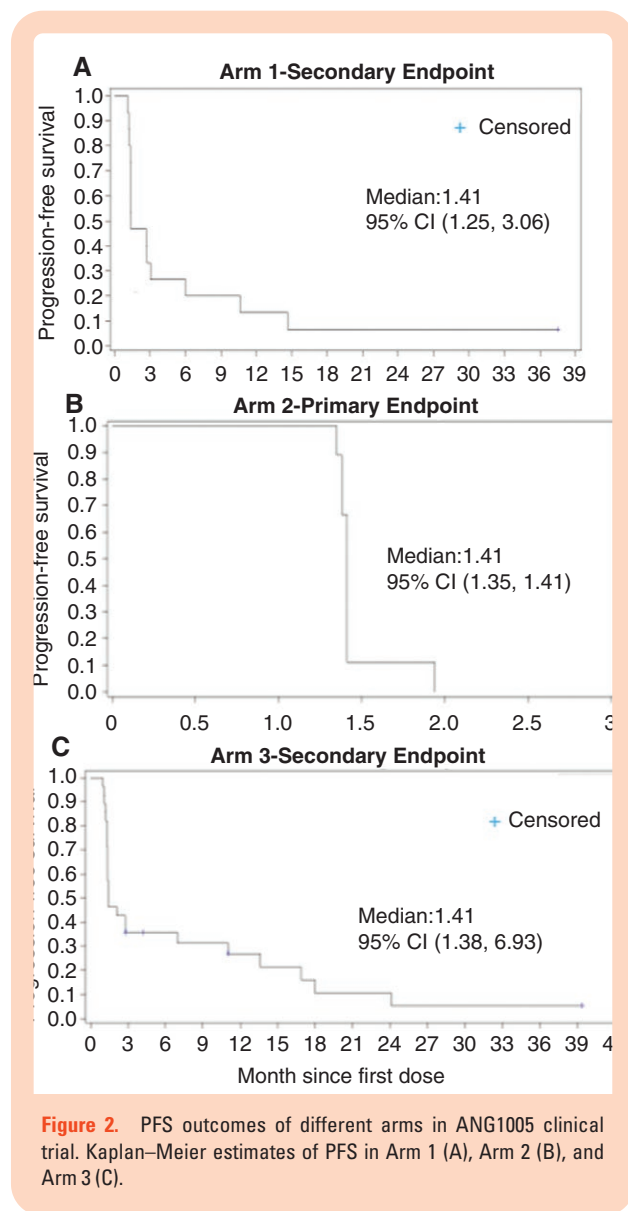 A
Arm 1-Secondary Endpoint
Progression-free survival
1.0
0.9
0.8
0.7
0.6
0.5
0.4
0.3
0.2
0.1
0.0
+ Censored
Median:1.41
95% CI (1.25, 3.06)
0 3 6 9 12 15 18 21 24 27 30 33 36 39
B
Arm 2-Primary Endpoint
Progression-free survival
1.0
0.9
0.8
0.7
0.6
0.5
0.4
0.3
0.2
0.1
0.0
Median:1.41
95% CI (1.35, 1.41)
0 0.5 1.0 1.5 2.0 2.5 3
C
Arm 3-Secondary Endpoint
1.0
0.9
0.8
0.7
0.6
0.5
0.4
0.3
0.2
0.1
0.0
+ Censored
Median:1.41
95% CI (1.38, 6.93)
0 3 6 9 12 15 18 21 24 27 30 33 36 39 4
Month since first dose
Figure 2. PFS outcomes of different arms in ANG1005 clinical
trial. Kaplan–Meier estimates of PFS in Arm 1 (A), Arm 2 (B), and
Arm 3 (C).